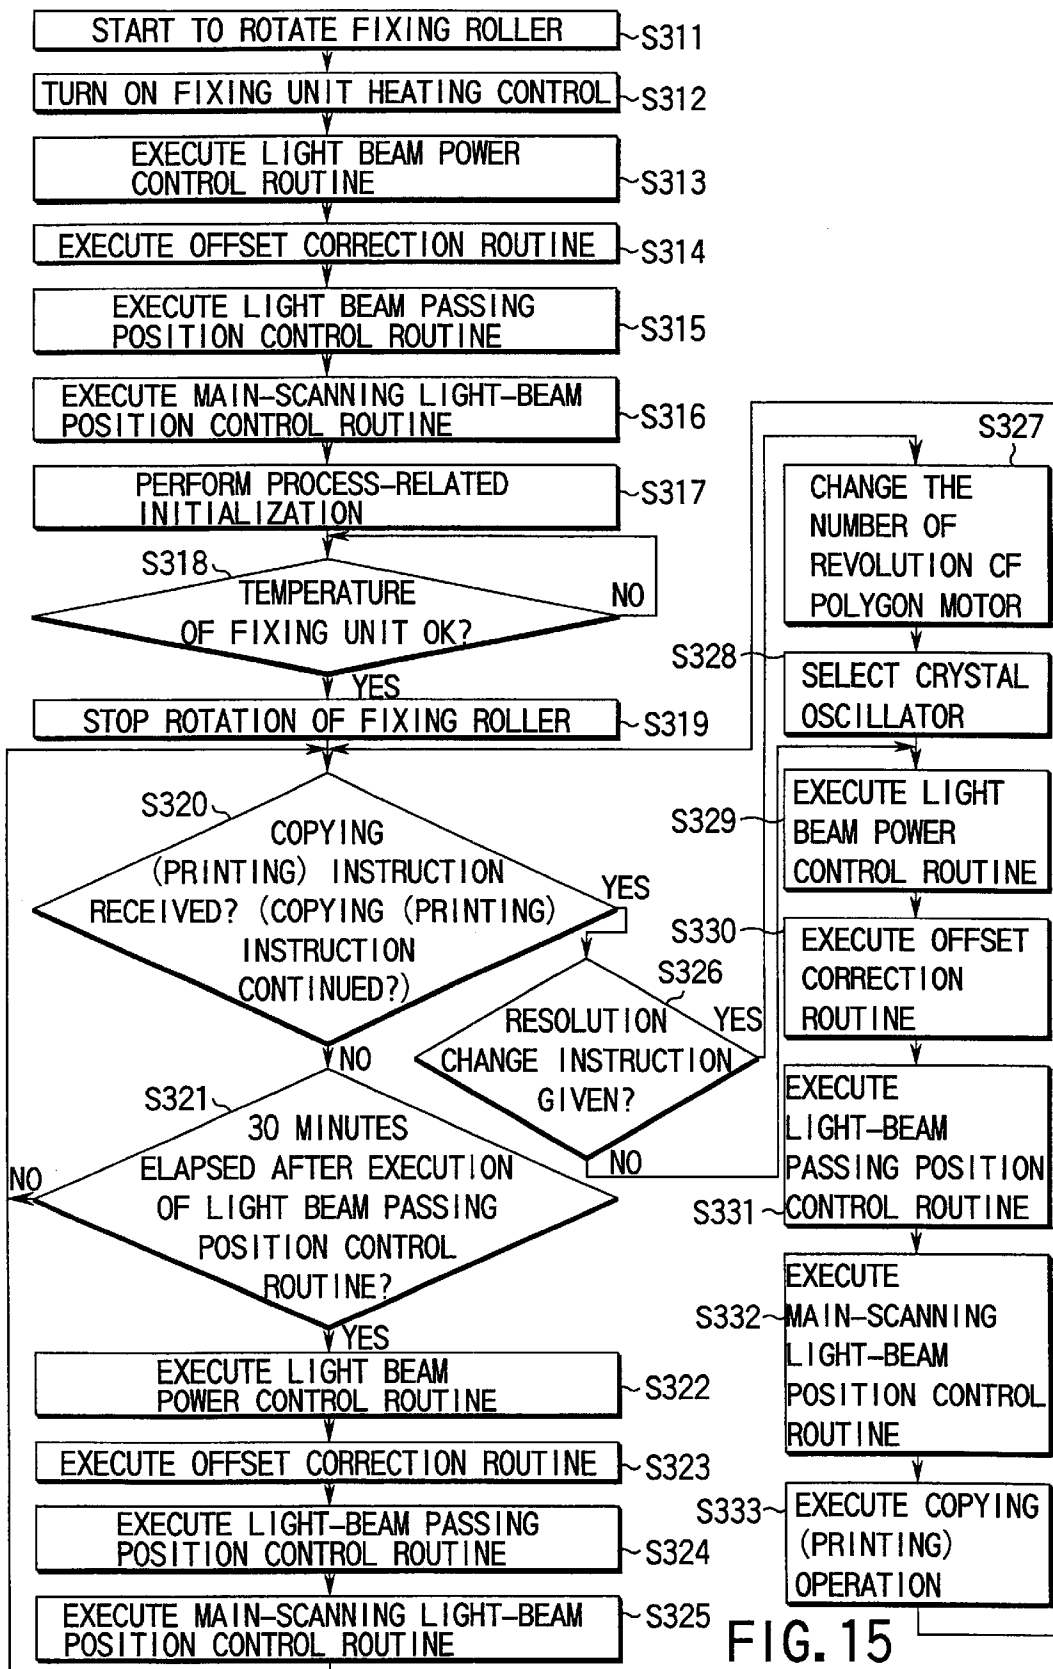 START TO ROTATE FIXING ROLLER
S311
TURN ON FIXING UNIT HEATING CONTROL
S312
EXECUTE LIGHT BEAM POWER
CONTROL ROUTINE
S313
EXECUTE OFFSET CORRECTION ROUTINE
S314
EXECUTE LIGHT BEAM PASSING
POSITION CONTROL ROUTINE
S315
EXECUTE MAIN-SCANNING LIGHT-BEAM
POSITION CONTROL ROUTINE
S316
PERFORM PROCESS-RELATED
INITIALIZATION
S317
S318
TEMPERATURE
OF FIXING UNIT OK?
NO
YES
STOP ROTATION OF FIXING ROLLER
S319
S320
COPYING
(PRINTING) INSTRUCTION
RECEIVED? (COPYING (PRINTING)
INSTRUCTION
CONTINUED?)
YES
NO
S321
30 MINUTES
ELAPSED AFTER EXECUTION
OF LIGHT BEAM PASSING
POSITION CONTROL
ROUTINE?
NO
YES
EXECUTE LIGHT BEAM
POWER CONTROL ROUTINE
S322
EXECUTE OFFSET CORRECTION ROUTINE
S323
EXECUTE LIGHT-BEAM PASSING
POSITION CONTROL ROUTINE
S324
EXECUTE MAIN-SCANNING LIGHT-BEAM
POSITION CONTROL ROUTINE
S325
S326
RESOLUTION
CHANGE INSTRUCTION
GIVEN?
YES
NO
S327
CHANGE THE
NUMBER OF
REVOLUTION CF
POLYGON MOTOR
S328
SELECT CRYSTAL
OSCILLATOR
S329
EXECUTE LIGHT
BEAM POWER
CONTROL ROUTINE
S330
EXECUTE OFFSET
CORRECTION
ROUTINE
S331
EXECUTE
LIGHT-BEAM
PASSING POSITION
CONTROL ROUTINE
S332
EXECUTE
MAIN-SCANNING
LIGHT-BEAM
POSITION CONTROL
ROUTINE
S333
EXECUTE COPYING
(PRINTING)
OPERATION
FIG. 15